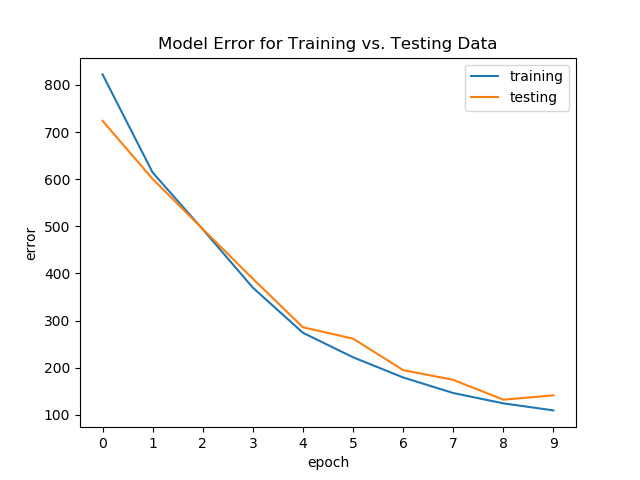 Model Error for Training vs. Testing Data
training
testing
800
700
600
500
400
300
200
100
error
0 1 2 3 4 5 6 7 8 9
epoch